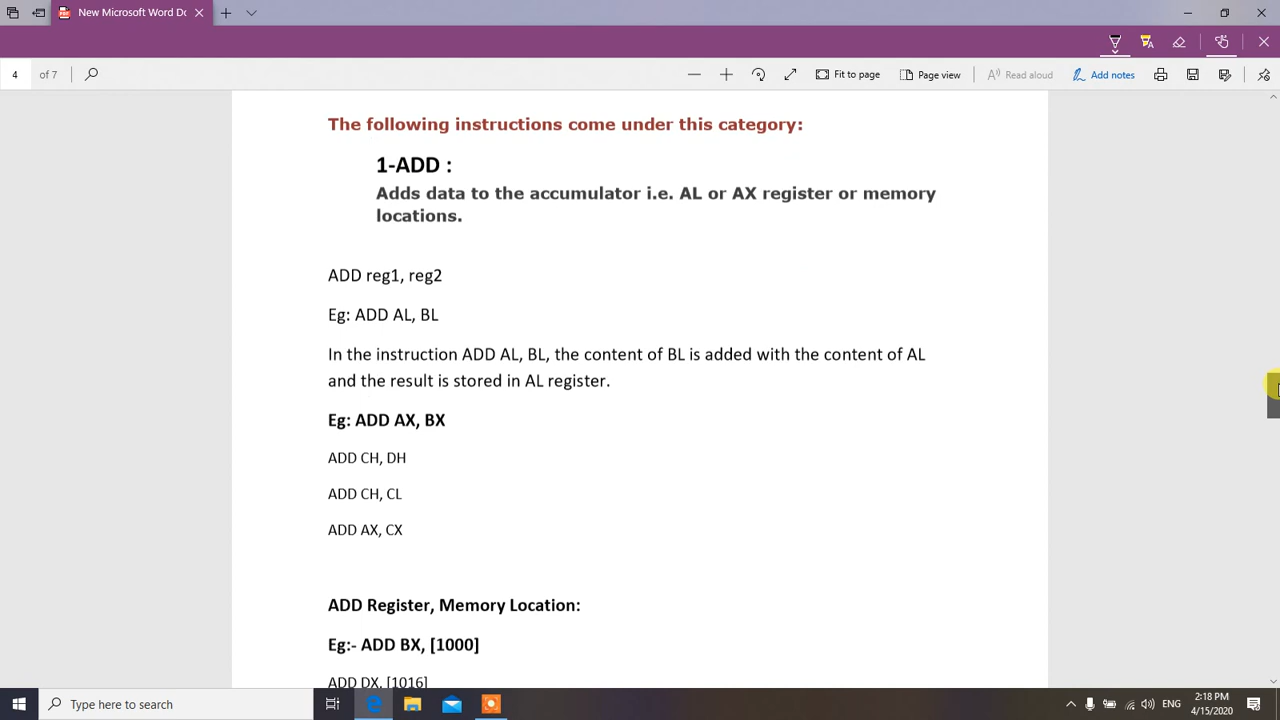 New Microsoft Word Dc
4 of 7
Fit to page
Page view
Read aloud
Add notes
The following instructions come under this category:
1-ADD :
Adds data to the accumulator i.e. AL or AX register or memory
locations.
ADD reg1, reg2
Eg: ADD AL, BL
In the instruction ADD AL, BL, the content of BL is added with the content of AL
and the result is stored in AL register.
Eg: ADD AX, BX
ADD CH, DH
ADD CH, CL
ADD AX, CX
ADD Register, Memory Location:
Eg:- ADD BX, [1000]
ADD DX, [1016]
Type here to search
2:18 PM
4/15/2020